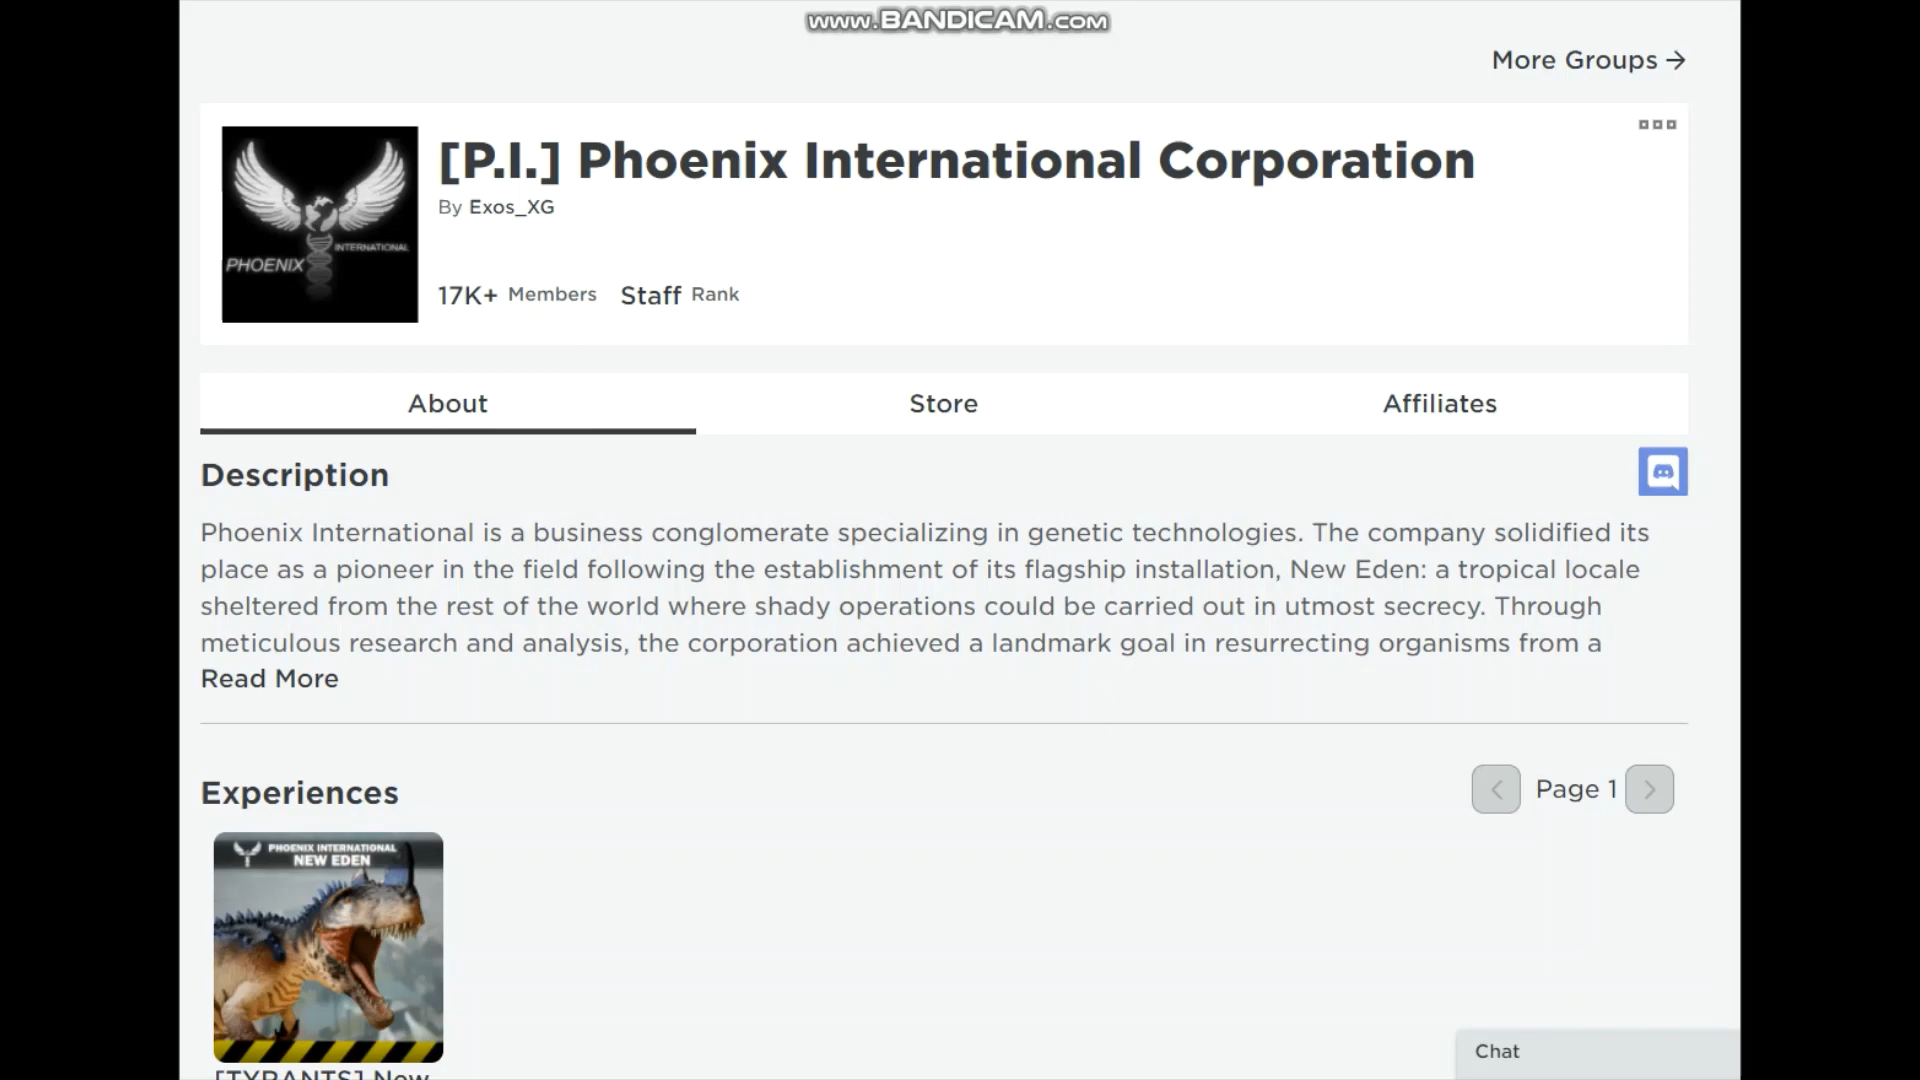 www.BANDICAM.com
More Groups →
[P.I.] Phoenix International Corporation
By Exos_XG
PHOENIX INTERNATIONAL
17K+ Members Staff Rank
About Store Affiliates
Description
Phoenix International is a business conglomerate specializing in genetic technologies. The company solidified its
place as a pioneer in the field following the establishment of its flagship installation, New Eden: a tropical locale
sheltered from the rest of the world where shady operations could be carried out in utmost secrecy. Through
meticulous research and analysis, the corporation achieved a landmark goal in resurrecting organisms from a
Read More
Experiences
Page 1
PHOENIX INTERNATIONAL
NEW EDEN
[TYRANTS] New
Chat